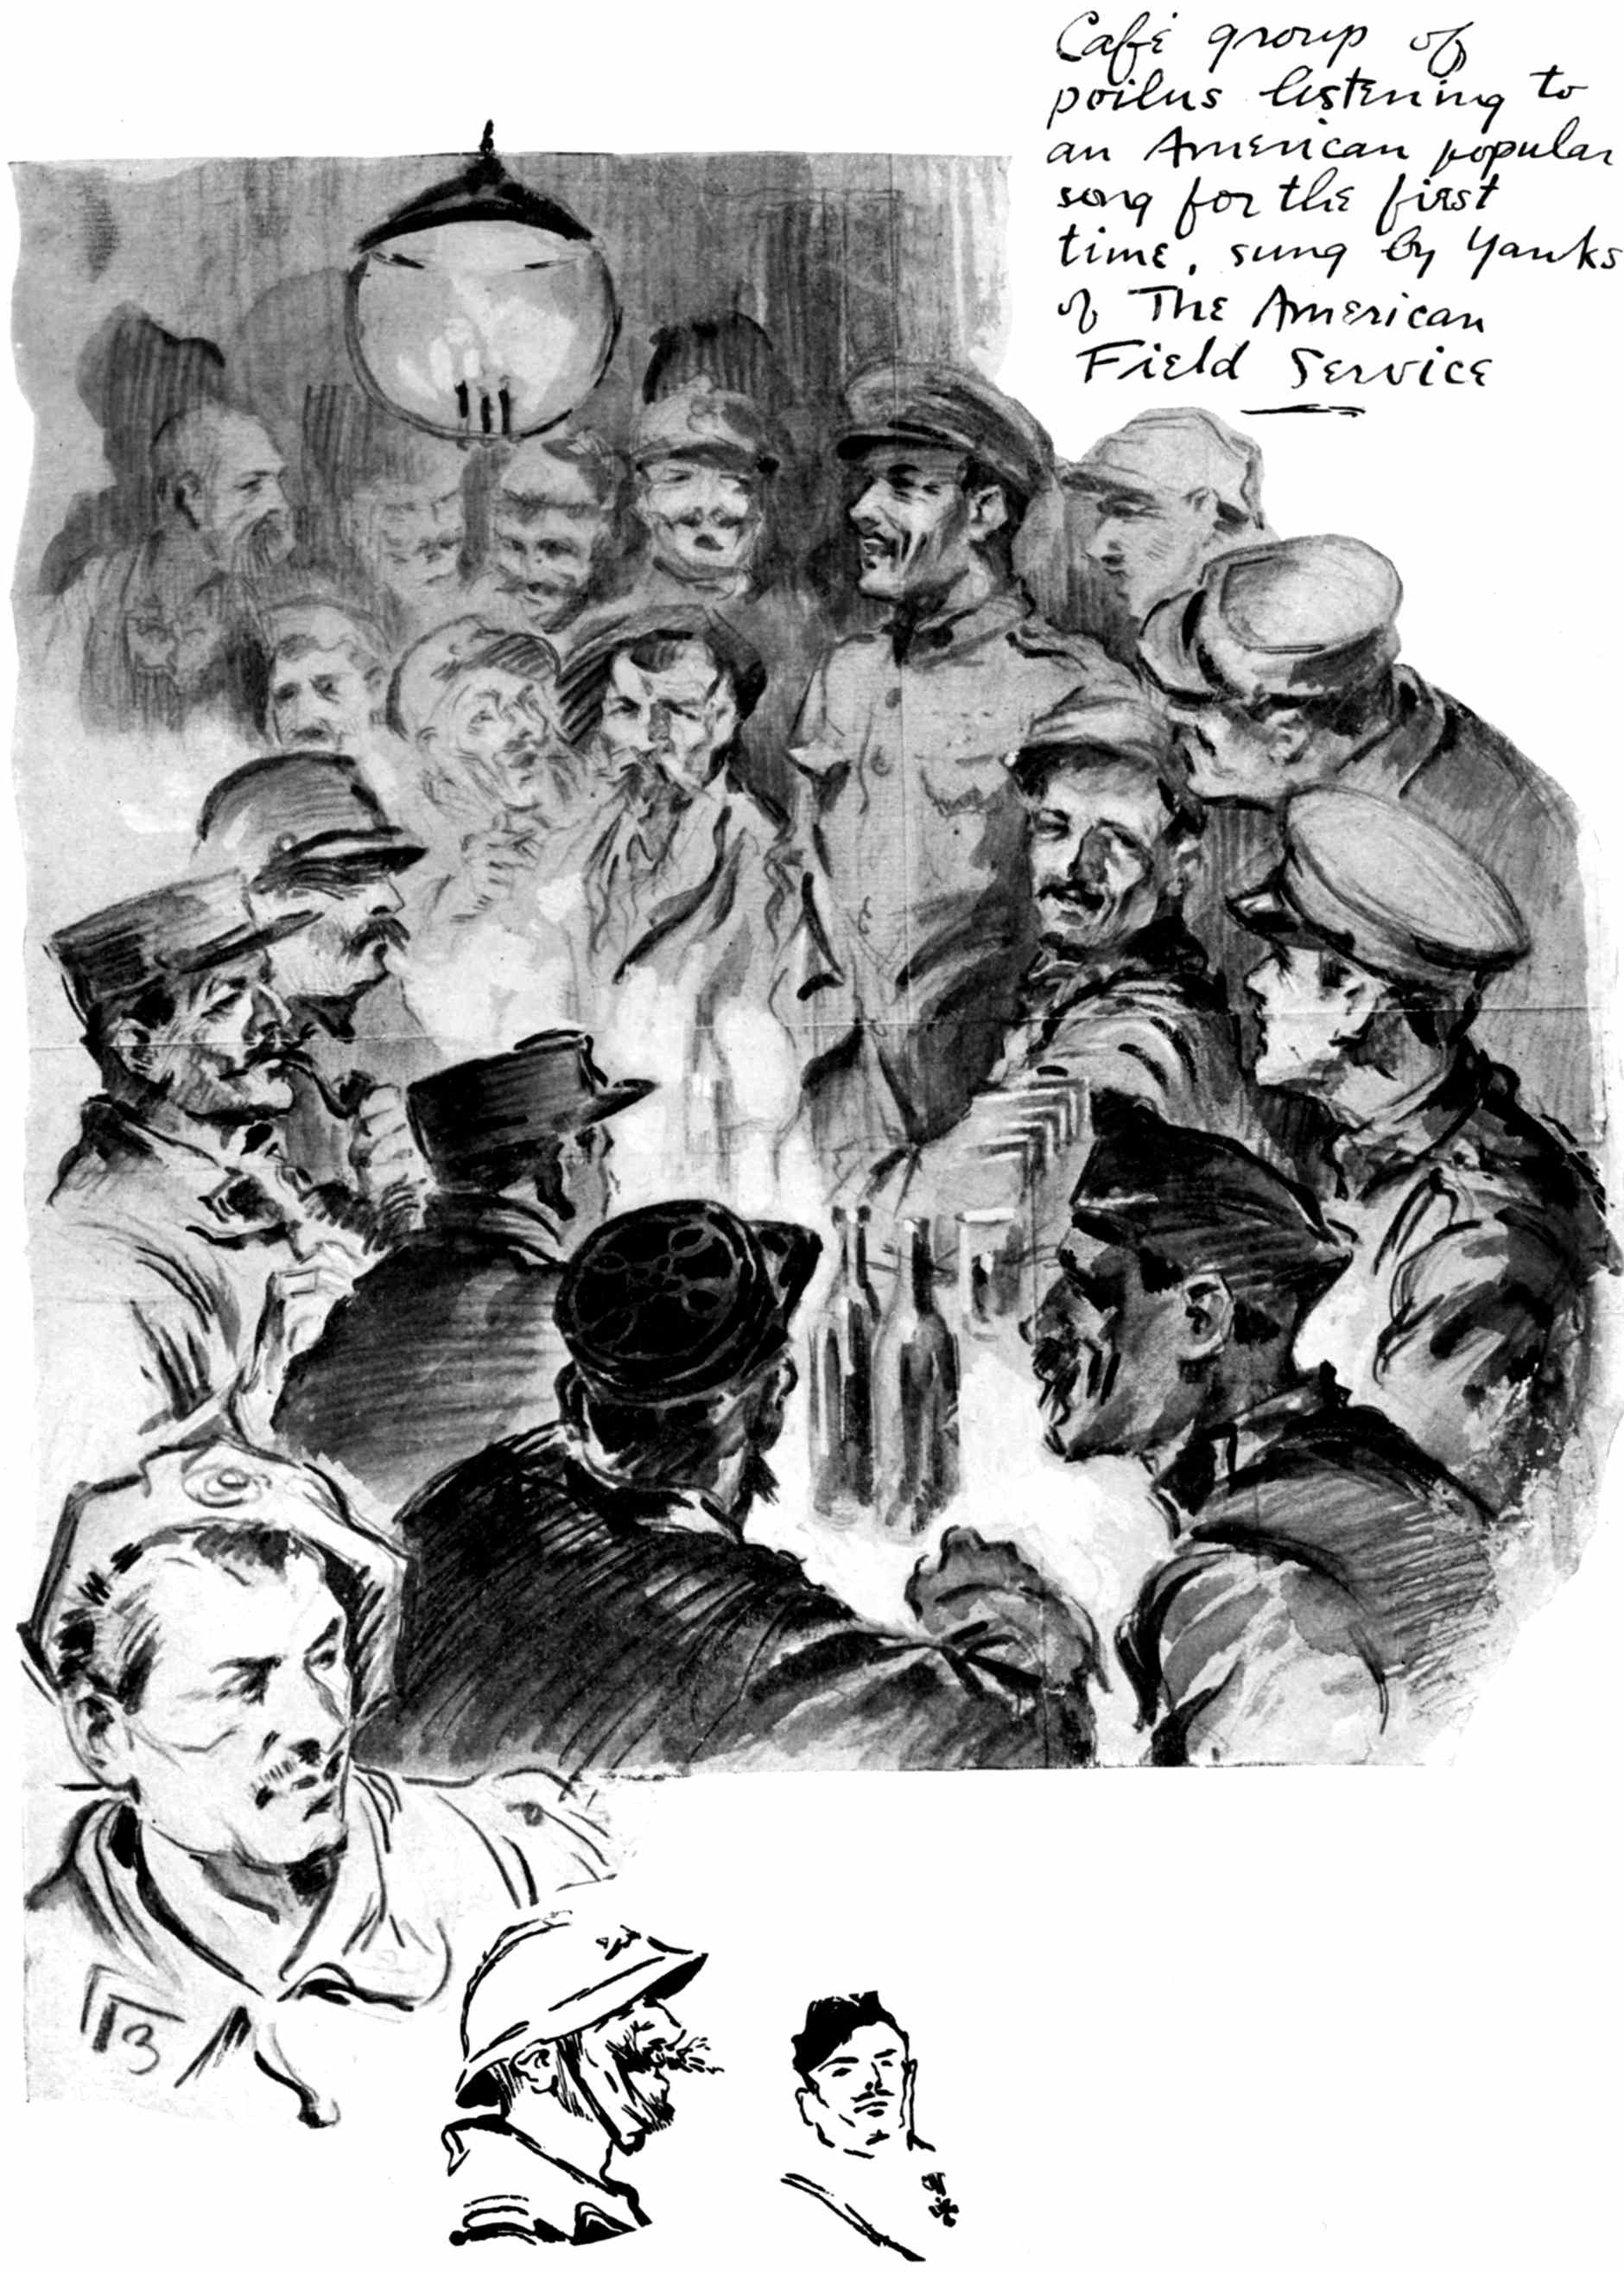 Café group of
poilus listening to
an American popular
song for the first
time, sung by Yanks
of The American
Field Service
13